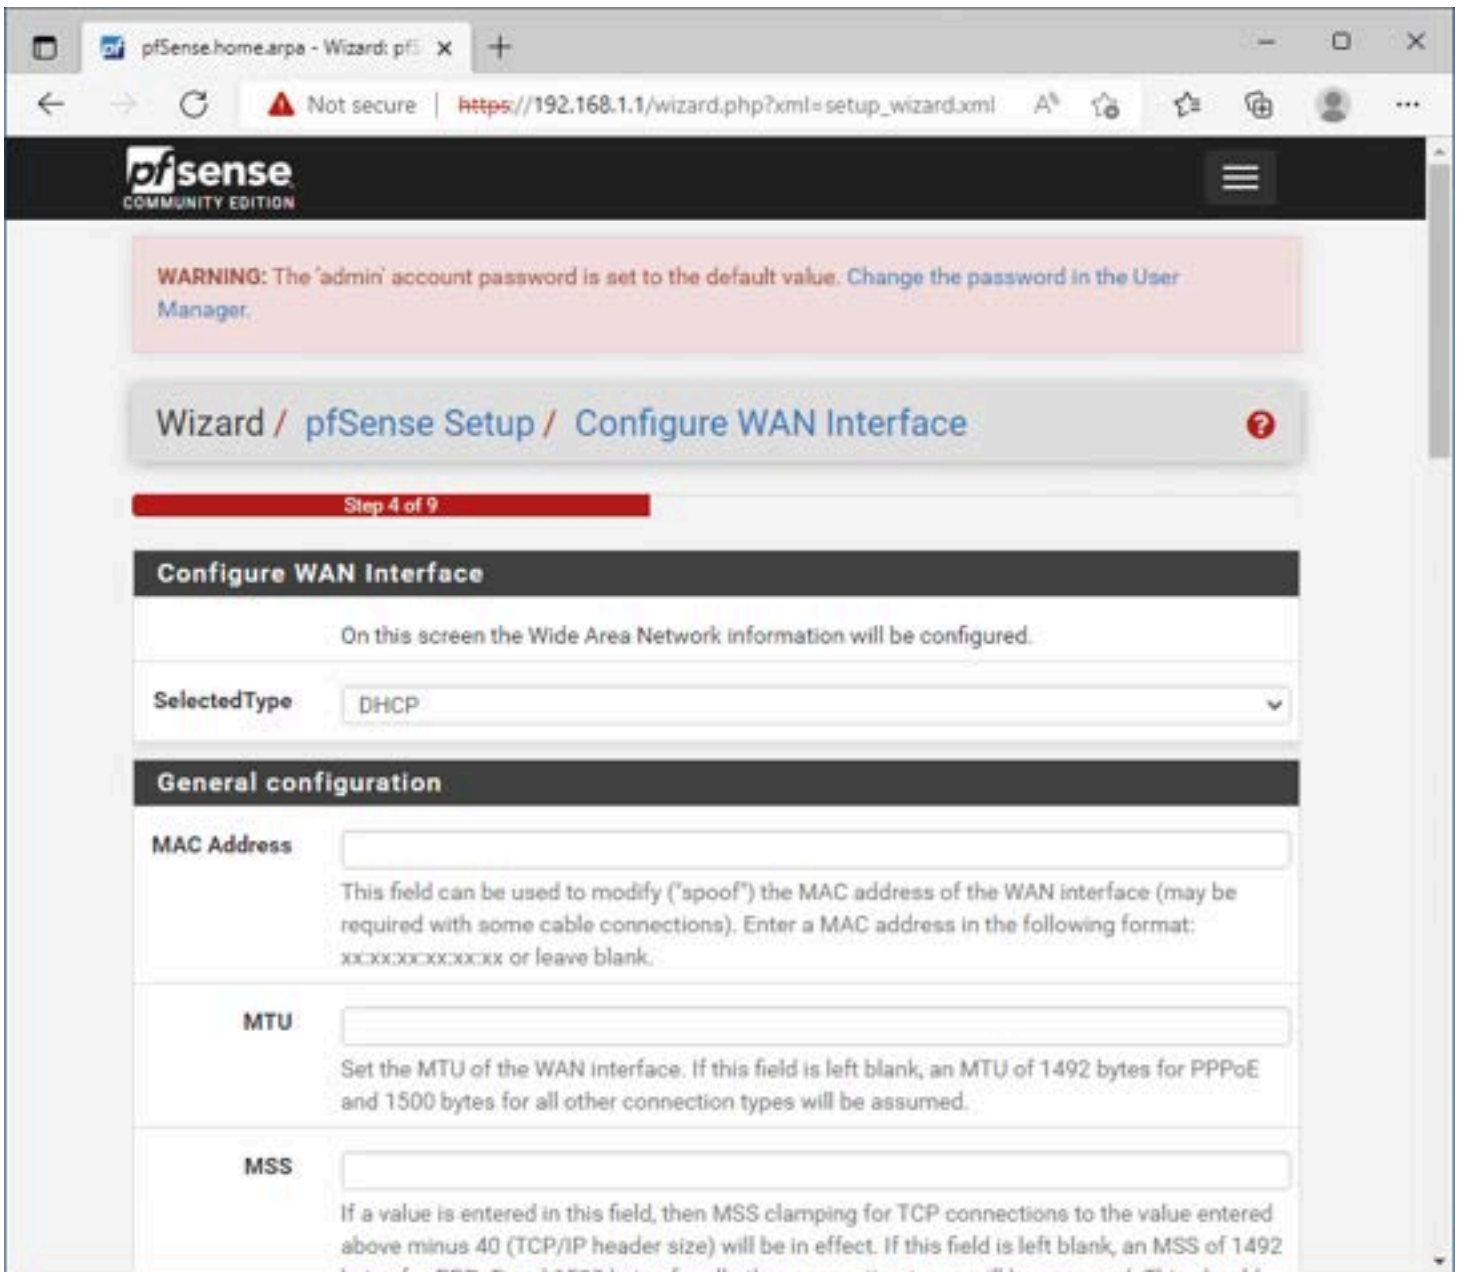 pfSense.home.arpa - Wizard: pfS
Not secure | https://192.168.1.1/wizard.php?xml=setup_wizard.xml
pfsense
COMMUNITY EDITION
WARNING: The 'admin' account password is set to the default value. Change the password in the User
Manager.
Wizard / pfSense Setup / Configure WAN Interface
Step 4 of 9
Configure WAN Interface
On this screen the Wide Area Network information will be configured.
SelectedType
DHCP
General configuration
MAC Address
This field can be used to modify ("spoof") the MAC address of the WAN interface (may be
required with some cable connections). Enter a MAC address in the following format:
xx:xx:xx:xx:xx:xx or leave blank.
MTU
Set the MTU of the WAN interface. If this field is left blank, an MTU of 1492 bytes for PPPoE
and 1500 bytes for all other connection types will be assumed.
MSS
If a value is entered in this field, then MSS clamping for TCP connections to the value entered
above minus 40 (TCP/IP header size) will be in effect. If this field is left blank, an MSS of 1492